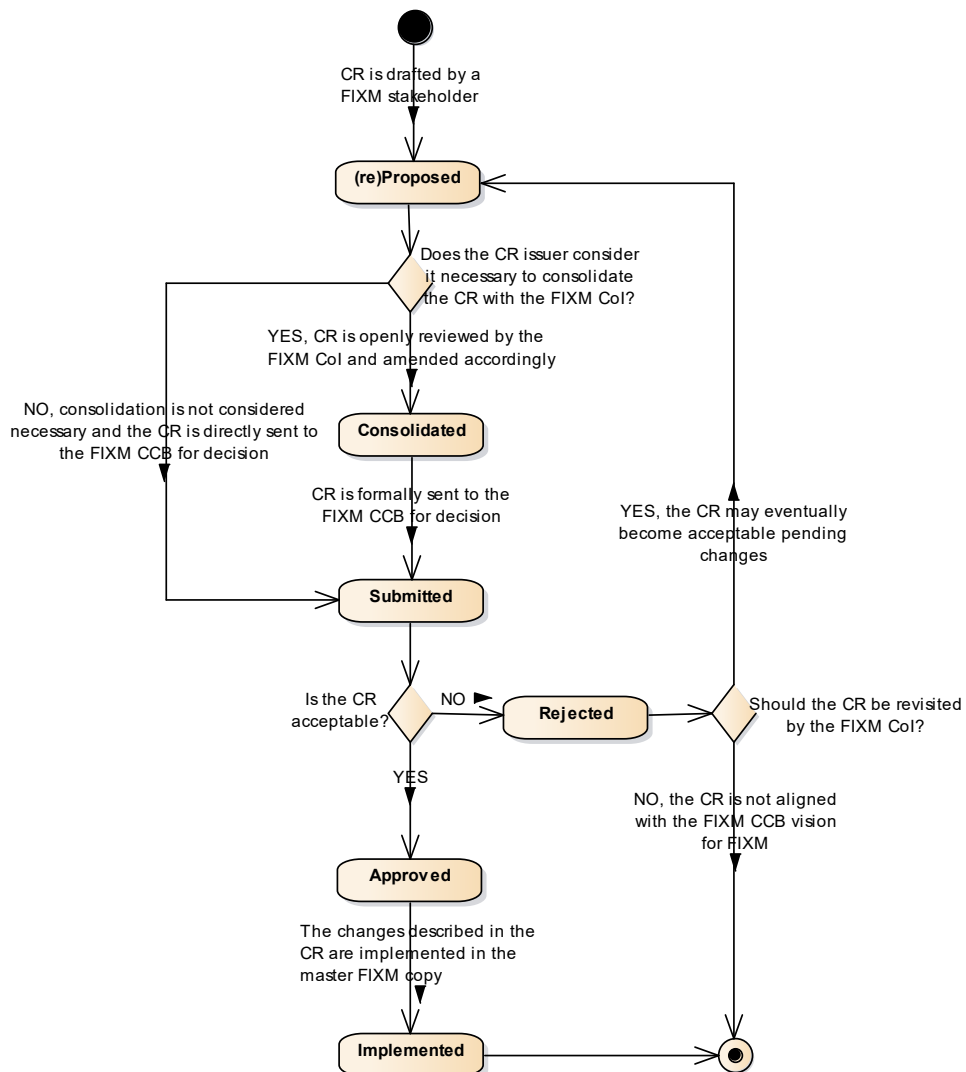 CR is drafted by a
FIXM stakeholder
(re)Proposed
Does the CR issuer consider
it necessary to consolidate
the CR with the FIXM CoI?
YES, CR is openly reviewed by the
FIXM CoI and amended accordingly
NO, consolidation is not considered
necessary and the CR is directly sent to
the FIXM CCB for decision
Consolidated
CR is formally sent to the
FIXM CCB for decision
YES, the CR may eventually
become acceptable pending
changes
Submitted
Is the CR
acceptable?
NO
Rejected
Should the CR be revisited
by the FIXM CoI?
YES
NO, the CR is not aligned
with the FIXM CCB vision
for FIXM
Approved
The changes described in the
CR are implemented in the
master FIXM copy
Implemented